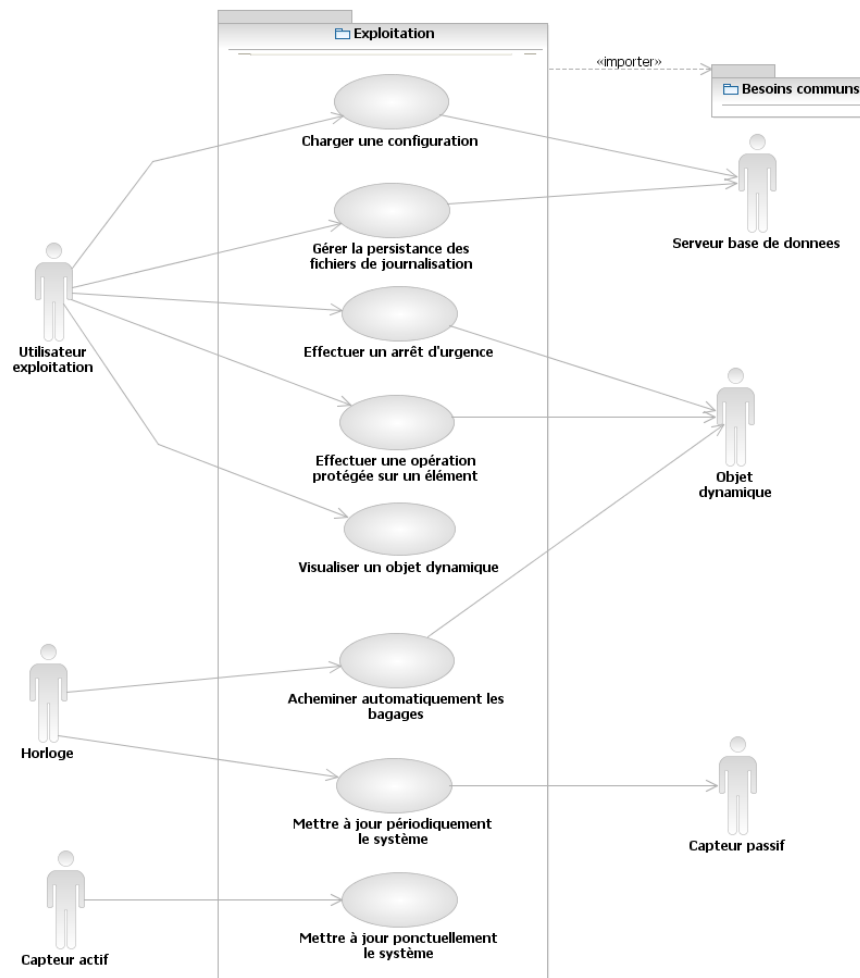 Exploitation
«importer»
Besoins communs
Charger une configuration
Serveur base de donnees
Gérer la persistance des
fichiers de journalisation
Utilisateur
exploitation
Effectuer un arrêt d'urgence
Effectuer une opération
protégée sur un élément
Objet
dynamique
Visualiser un objet dynamique
Acheminer automatiquement les
bagages
Horloge
Mettre à jour périodiquement
le système
Capteur passif
Capteur actif
Mettre à jour ponctuellement
le système